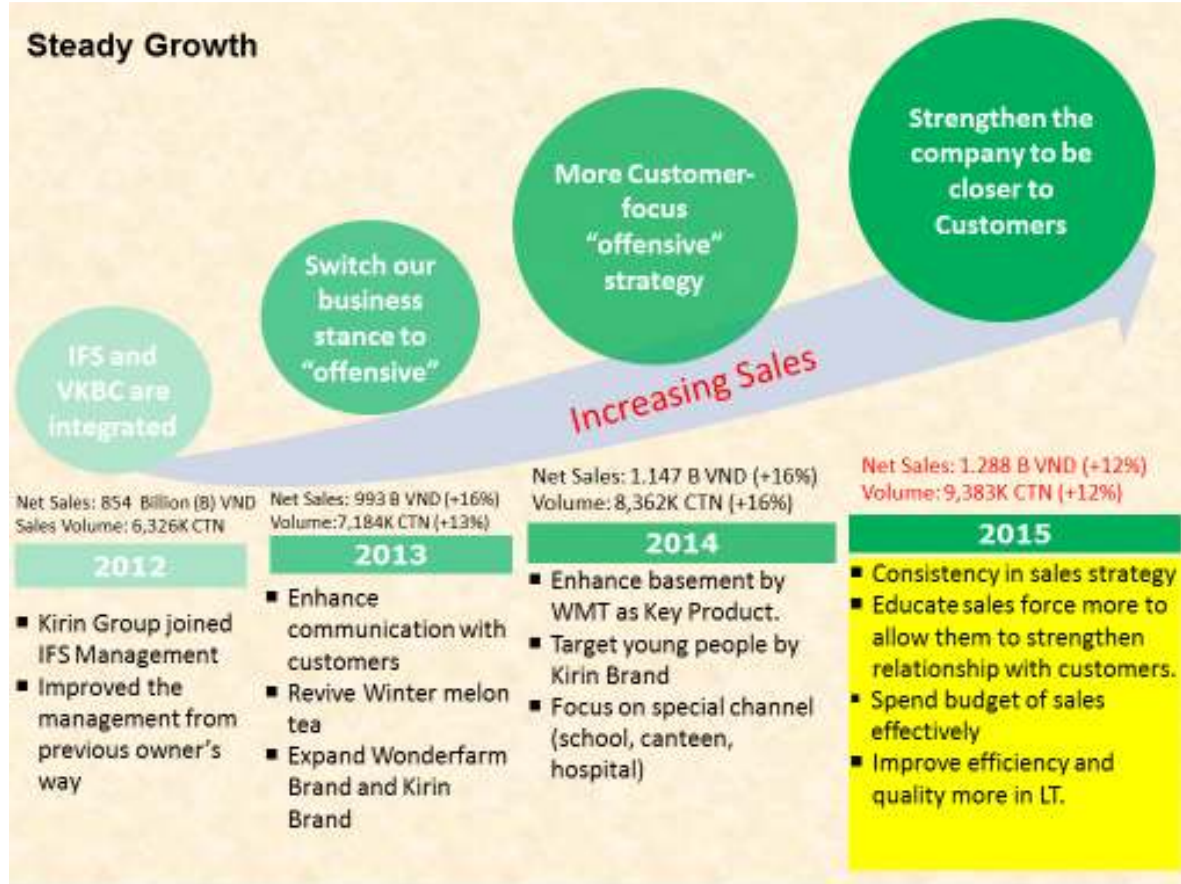 Steady Growth
IFS and
VKBC are
integrated
Switch our
business
stance to
"offensive"
More Customer-
focus
“offensive”
strategy
Strengthen the
company to be
closer to
Customers
Increasing Sales
Net Sales: 854 Billion (B) VND
Sales Volume: 6,326K CTN
2012
■ Kirin Group joined
IFS Management
■ Improved the
management from
previous owner's
way
Net Sales: 993 B VND (+16%)
Volume:7,184K CTN (+13%)
2013
■ Enhance
communication with
customers
■ Revive Winter melon
tea
■ Expand Wonderfarm
Brand and Kirin
Brand
Net Sales: 1.147 B VND (+16%)
Volume: 8,362K CTN (+16%)
2014
■ Enhance basement by
WMT as Key Product.
■ Target young people by
Kirin Brand
■ Focus on special channel
(school, canteen,
hospital)
Net Sales: 1.288 B VND (+12%)
Volume: 9,383K CTN (+12%)
2015
■ Consistency in sales strategy
■ Educate sales force more to
allow them to strengthen
relationship with customers.
■ Spend budget of sales
effectively
■ Improve efficiency and
quality more in LT.